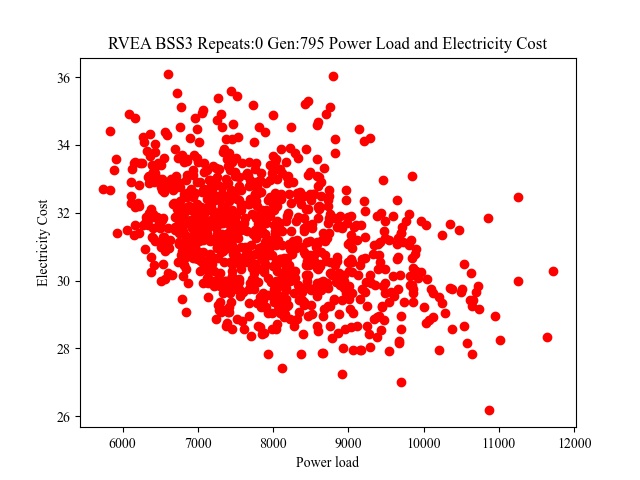 RVEA BSS3 Repeats:0 Gen:795 Power Load and Electricity Cost
36
34
32
30
28
26
Electricity Cost
6000 7000 8000 9000 10000 11000 12000
Power load